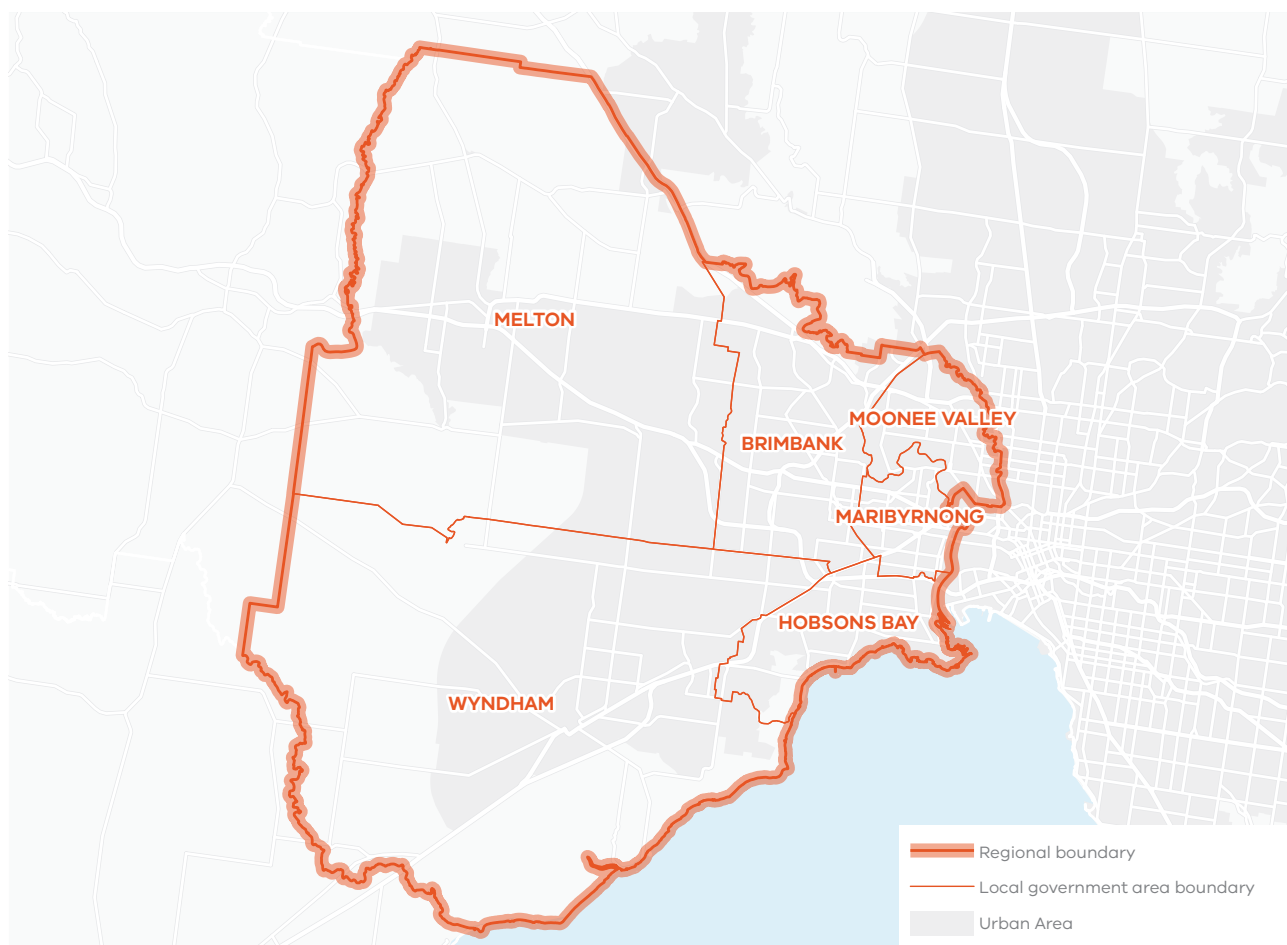 MELTON
MOONEE VALLEY
BRIMBANK
MARIBYRNONG
HOBSONS BAY
WYNDHAM
Regional boundary
Local government area boundary
Urban Area